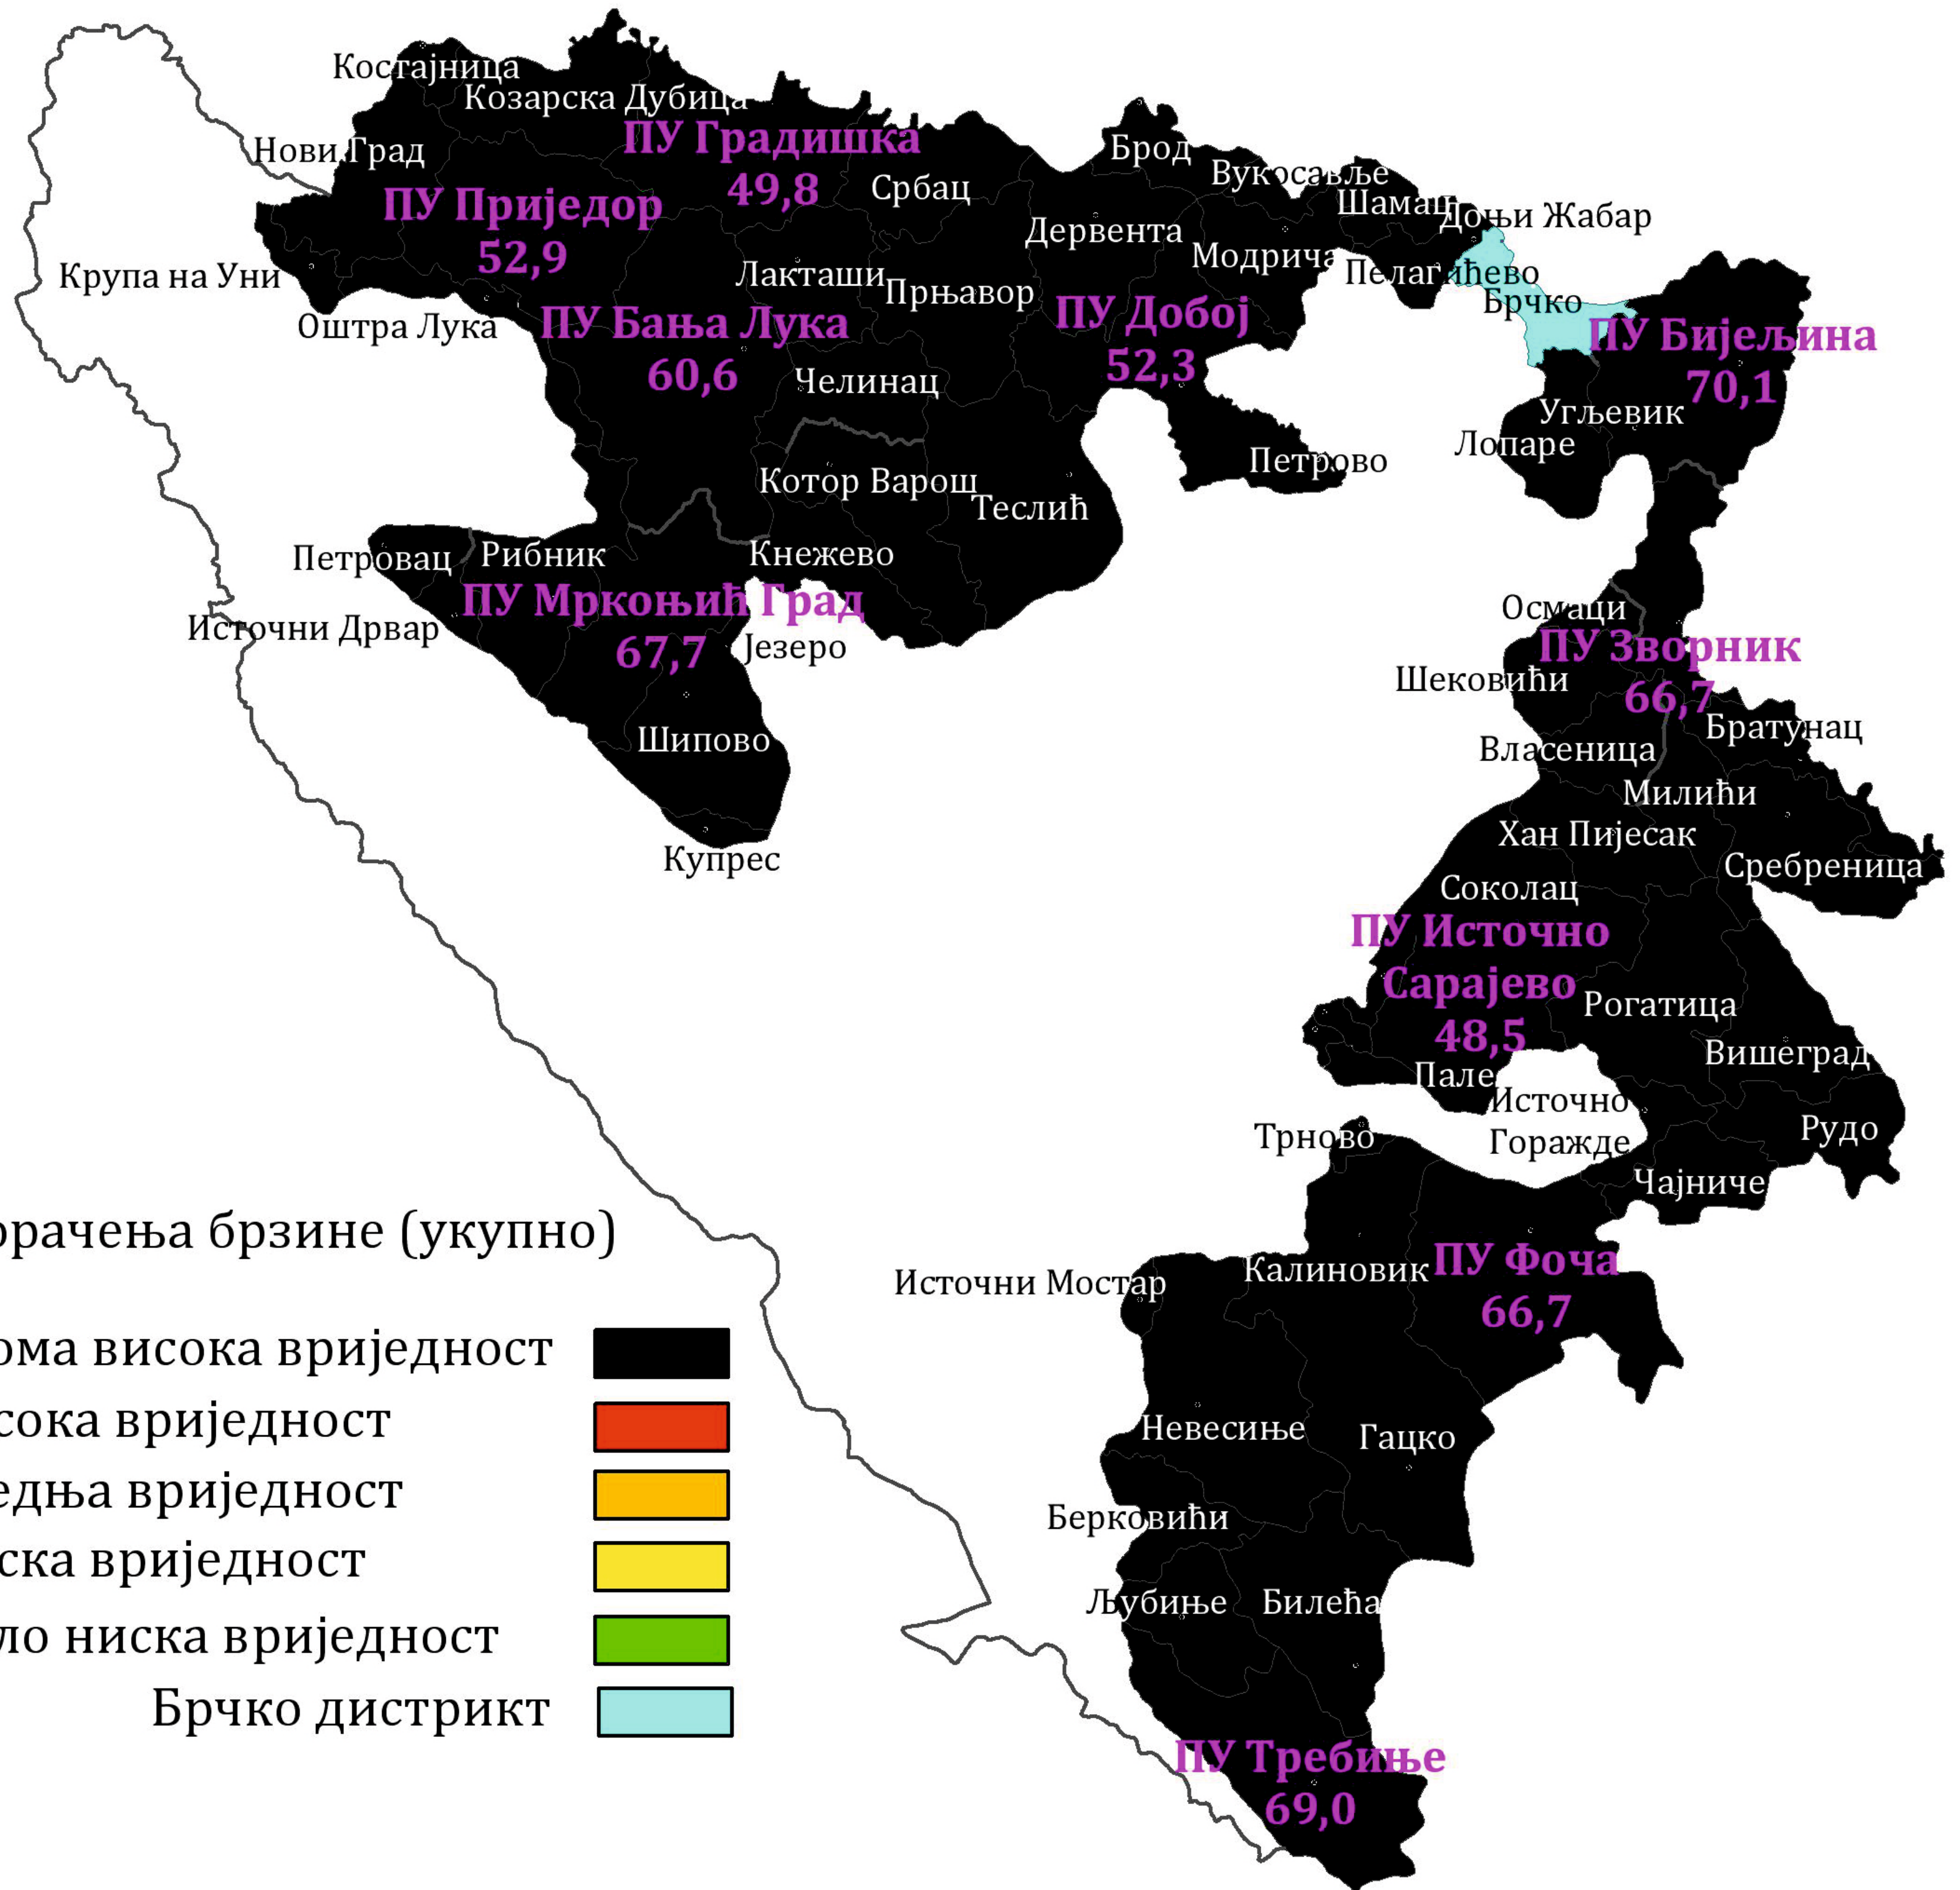 Костајница
Козарска Дубица
ПУ Градишка
49,8
Нови Град
Србац
Брод
Вукосавље
Шамац
Доњи Жабар
ПУ Приједор
52,9
Дервента
Модрича
Пелагићево
Брчко
Крупа на Уни
Оштра Лука
Лакташи
Прњавор
ПУ Бања Лука
60,6
ПУ Добој
52,3
ПУ Бијељина
70,1
Челинац
Угљевик
Лопаре
Петрово
Котор Варош
Теслић
Петровац
Рибник
Кнежево
ПУ Мркоњић Град
67,7
Источни Дрвар
Језеро
Осмаци
ПУ Зворник
66,7
Шековићи
Братунац
Шипово
Власеница
Милићи
Хан Пијесак
Купрес
Сребреница
Соколац
ПУ Источно
Сарајево
48,5
Рогатица
Вишеград
Пале
Источно
Горажде
Трново
Рудо
Чајниче
Источни Мостар
Калиновик
ПУ Фоча
66,7
Невесиње
Гацко
Берковићи
Љубиње
Билећа
ПУ Требиње
69,0
брзине (укупно)
висока вриједност
вриједност
вриједност
вриједност
ниска вриједност
Брчко дистрикт